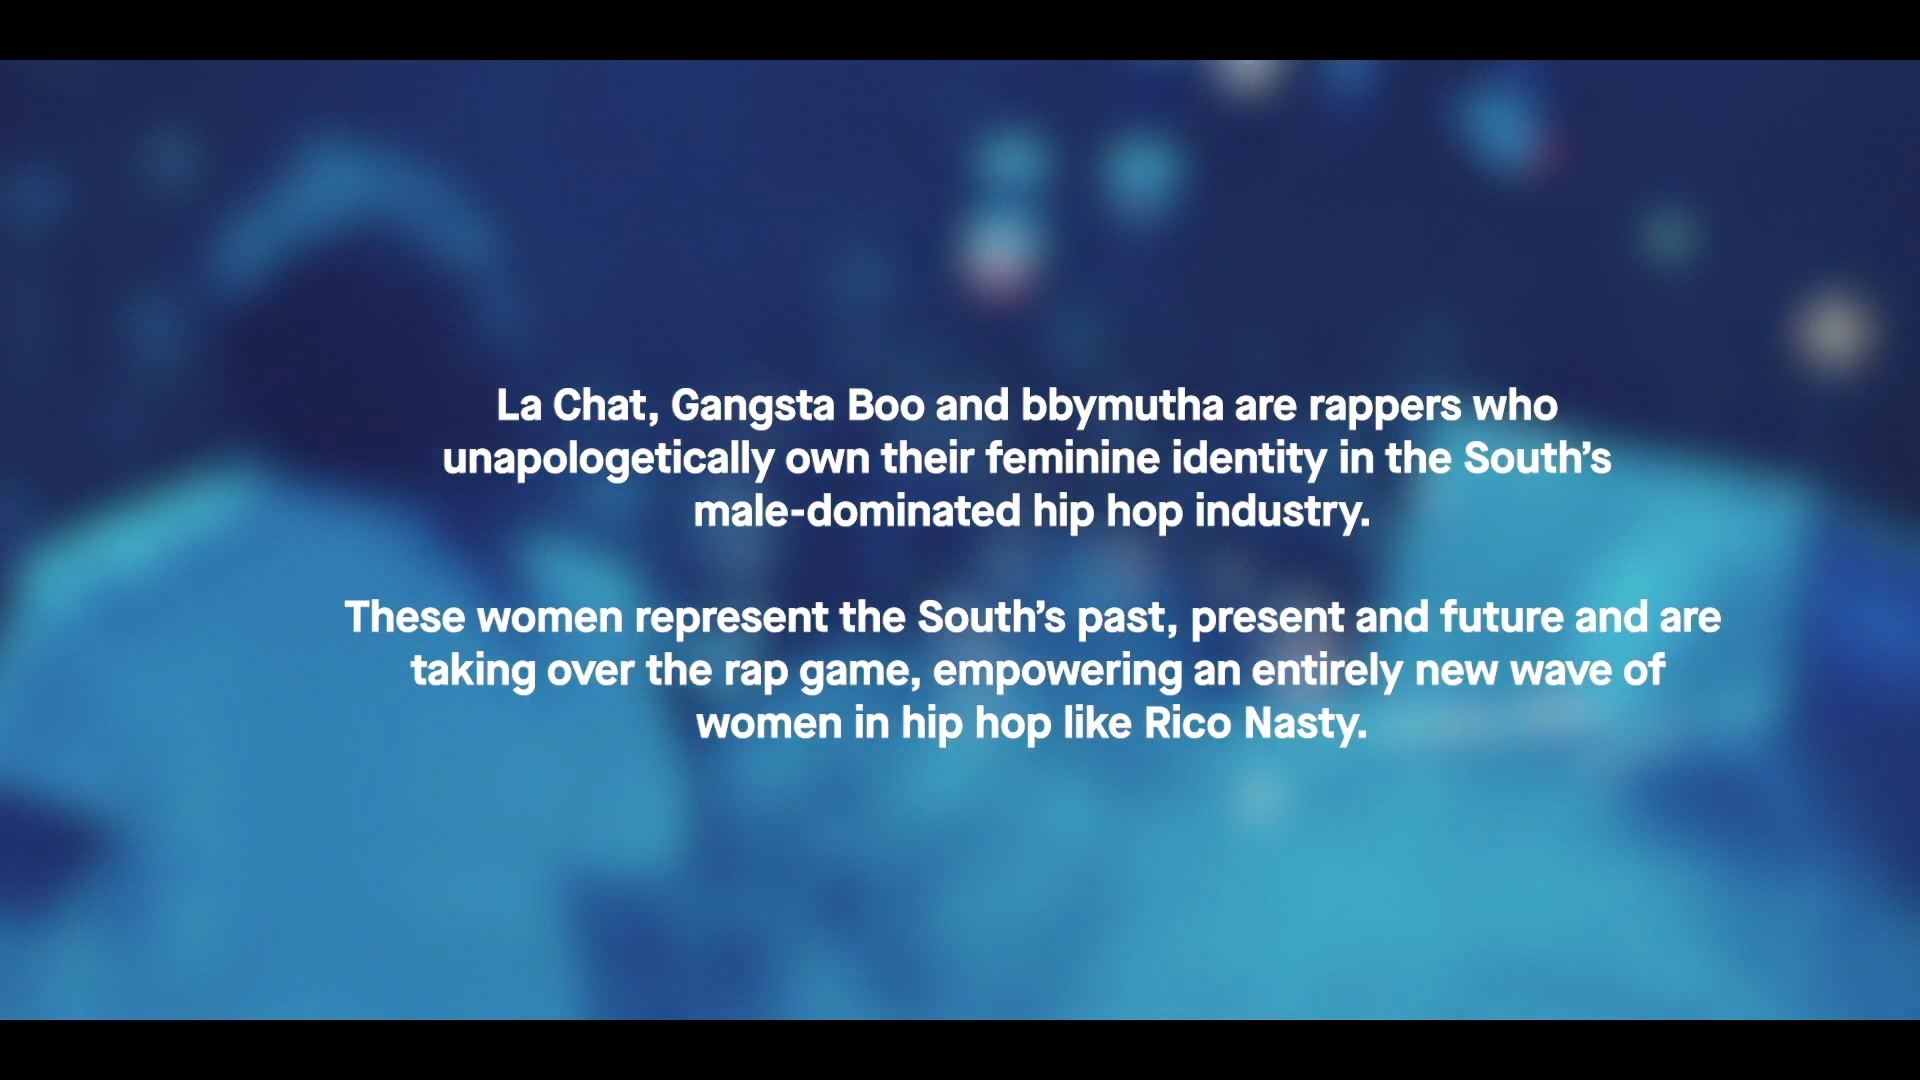 La Chat, Gangsta Boo and bbymutha are rappers who
unapologetically own their feminine identity in the South’s
male-dominated hip hop industry.
These women represent the South’s past, present and future and are
taking over the rap game, empowering an entirely new wave of
women in hip hop like Rico Nasty.